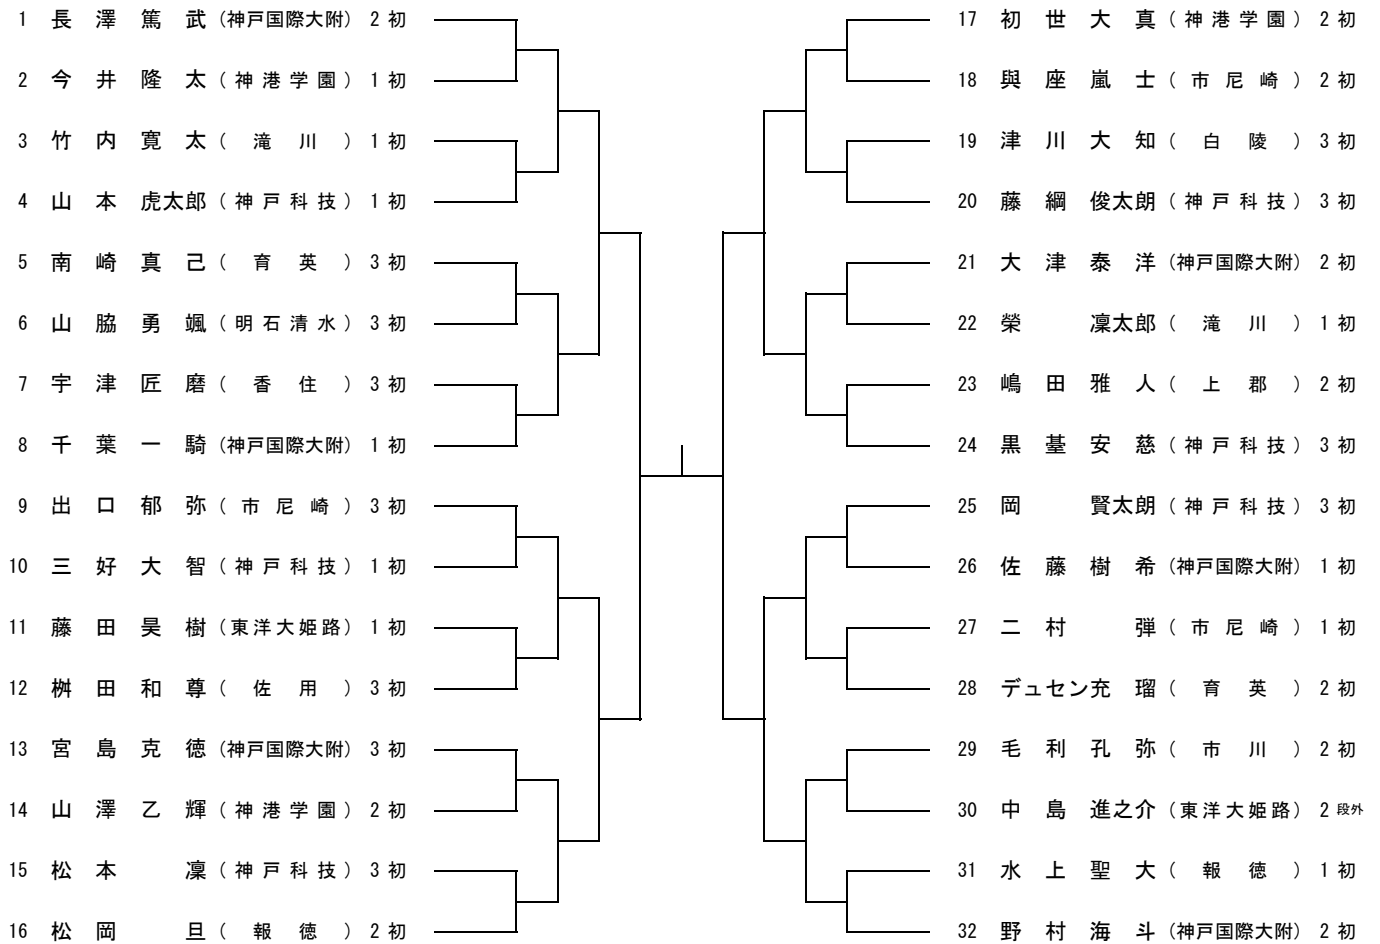 1 長澤篤武 (神戸国際大附) 2 初
2 今井隆太 (神港学園) 1 初
3 竹内寛太 (滝川) 1 初
4 山本虎太郎 (神戸科技) 1 初
5 南崎真己 (育英) 3 初
6 山脇勇颯 (明石清水) 3 初
7 宇津匠磨 (香住) 3 初
8 千葉一騎 (神戸国際大附) 1 初
9 出口郁弥 (市尼崎) 3 初
10 三好大智 (神戸科技) 1 初
11 藤田昊樹 (東洋大姫路) 1 初
12 桝田和尊 (佐用) 3 初
13 宮島克徳 (神戸国際大附) 3 初
14 山澤乙輝 (神港学園) 2 初
15 松本凜 (神戸科技) 3 初
16 松岡旦 (報徳) 2 初
17 初世大真 (神港学園) 2 初
18 與座嵐士 (市尼崎) 2 初
19 津川大知 (白陵) 3 初
20 藤綱俊太朗 (神戸科技) 3 初
21 大津泰洋 (神戸国際大附) 2 初
22 榮凜太郎 (滝川) 1 初
23 嶋田雅人 (上郡) 2 初
24 黒䑓安慈 (神戸科技) 3 初
25 岡賢太朗 (神戸科技) 3 初
26 佐藤樹希 (神戸国際大附) 1 初
27 二村弾 (市尼崎) 1 初
28 デュセン充瑠 (育英) 2 初
29 毛利孔弥 (市川) 2 初
30 中島進之介 (東洋大姫路) 2 段外
31 水上聖大 (報徳) 1 初
32 野村海斗 (神戸国際大附) 2 初